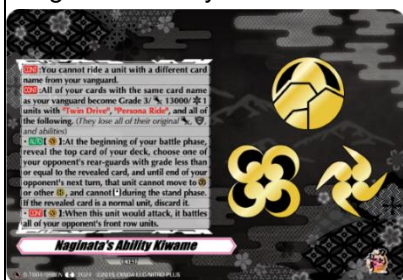 CONT:You cannot ride a unit with a different card
name from your vanguard.
CONT:All of your cards with the same card name
as your vanguard become Grade 3/ 13000/ 1
units with "Twin Drive", "Persona Ride", and all of
the following. (They lose all of their original ,
and abilities)
・AUTO【 】:At the beginning of your battle phase,
reveal the top card of your deck, choose one of
your opponent's rear-guards with grade less than
or equal to the revealed card, and until end of your
opponent's next turn, that unit cannot move to
or other , and cannot during the stand phase.
If the revealed card is a normal unit, discard it.
・CONT【 】:When this unit would attack, it battles
all of your opponent's front row units.
Naginata's Ability Kiwame